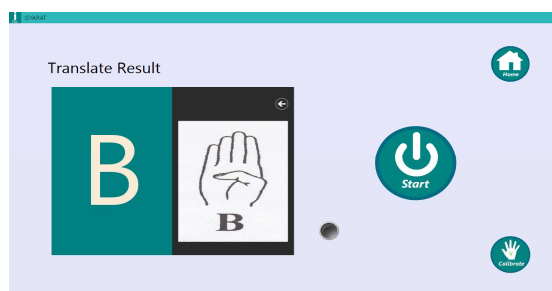 ISYARAT
Translate Result
Home
B
B
Start
Calibrate